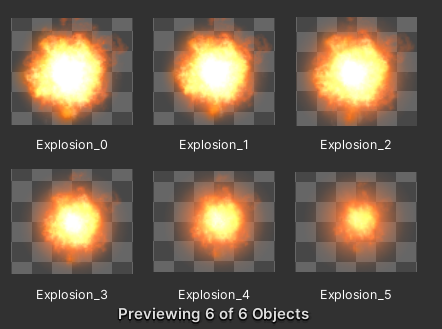 Explosion_0 Explosion_1 Explosion_2
Explosion_3 Explosion_4 Explosion_5
Previewing 6 of 6 Objects